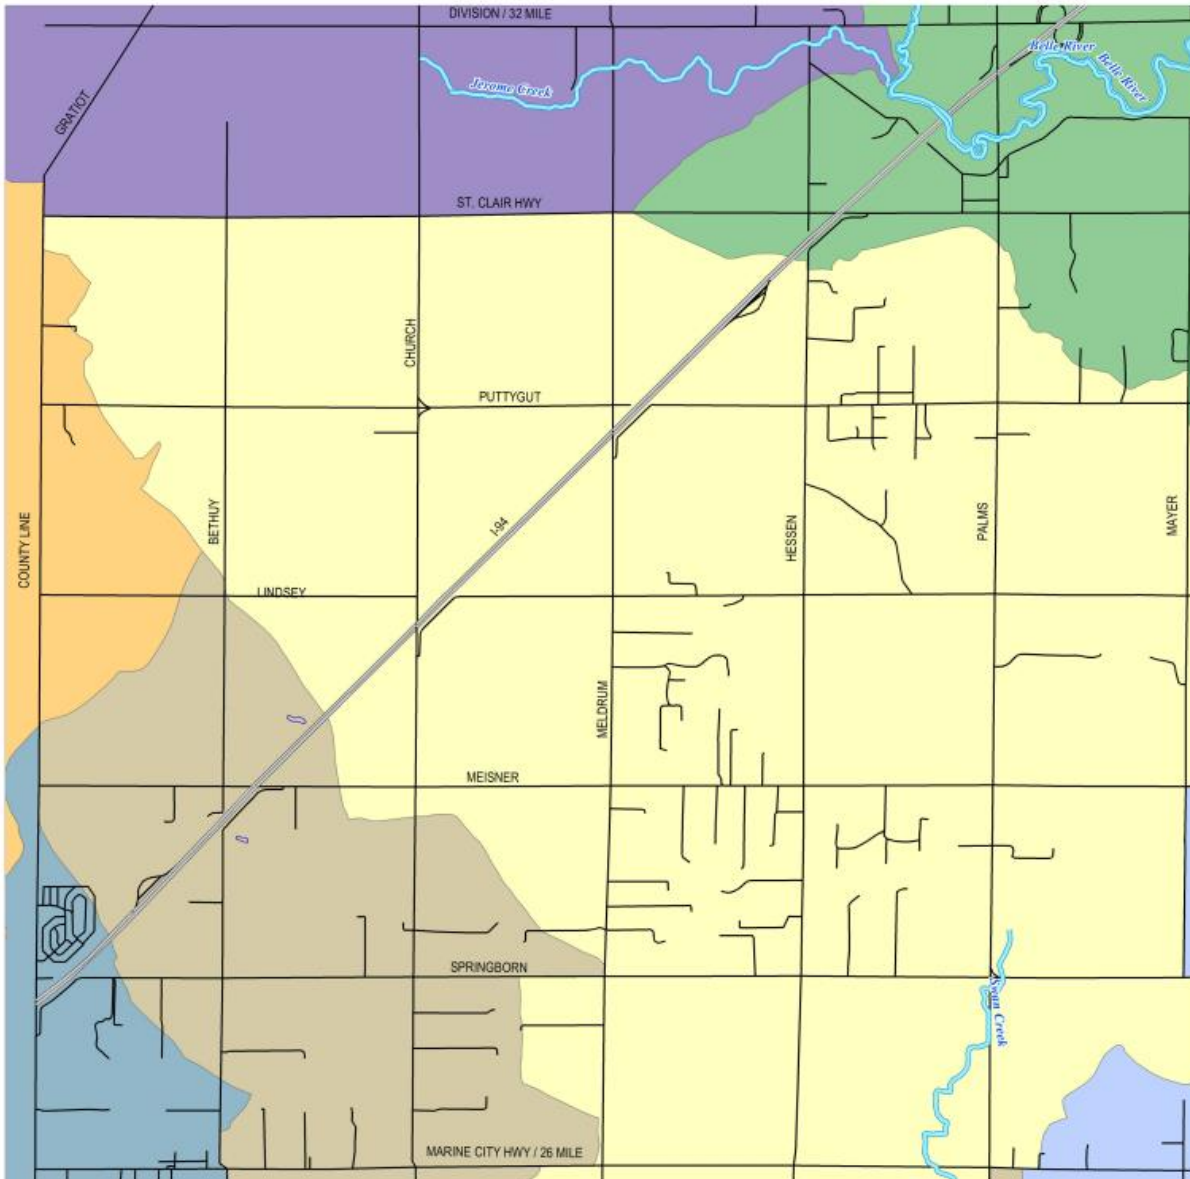 DIVISION / 32 MILE
Belle River
Belle River
Jerome Creek
GRATIOT
ST. CLAIR HWY
CHURCH
PUTTYGUT
COUNTY LINE
BETHUY
I-94
HESSEN
PALMS
MAYER
LINDSEY
MELDRUM
MEISNER
SPRINGBORN
Swan Creek
MARINE CITY HWY / 26 MILE